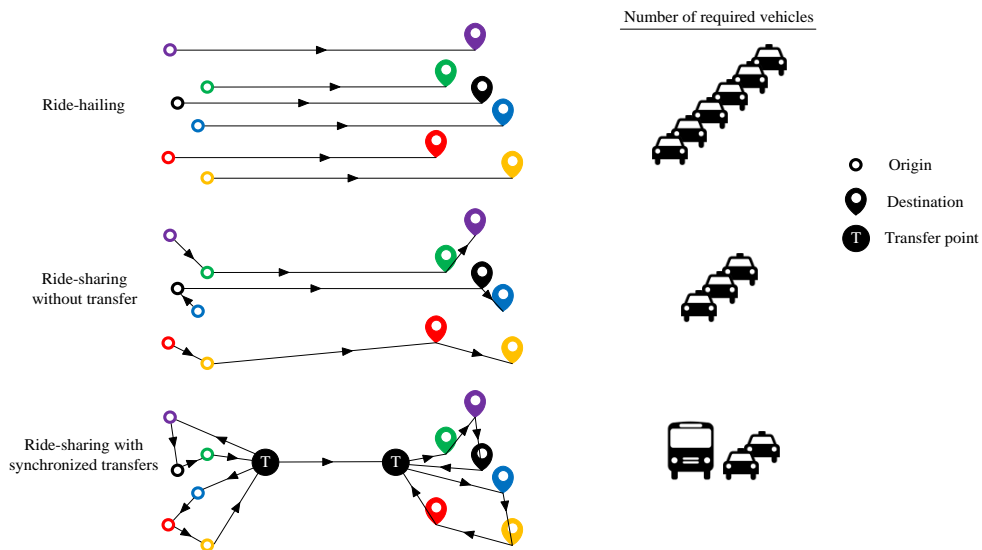 Number of required vehicles
Ride-hailing
Origin
Destination
Transfer point
Ride-sharing
without transfer
Ride-sharing with
synchronized transfers
T
T
T